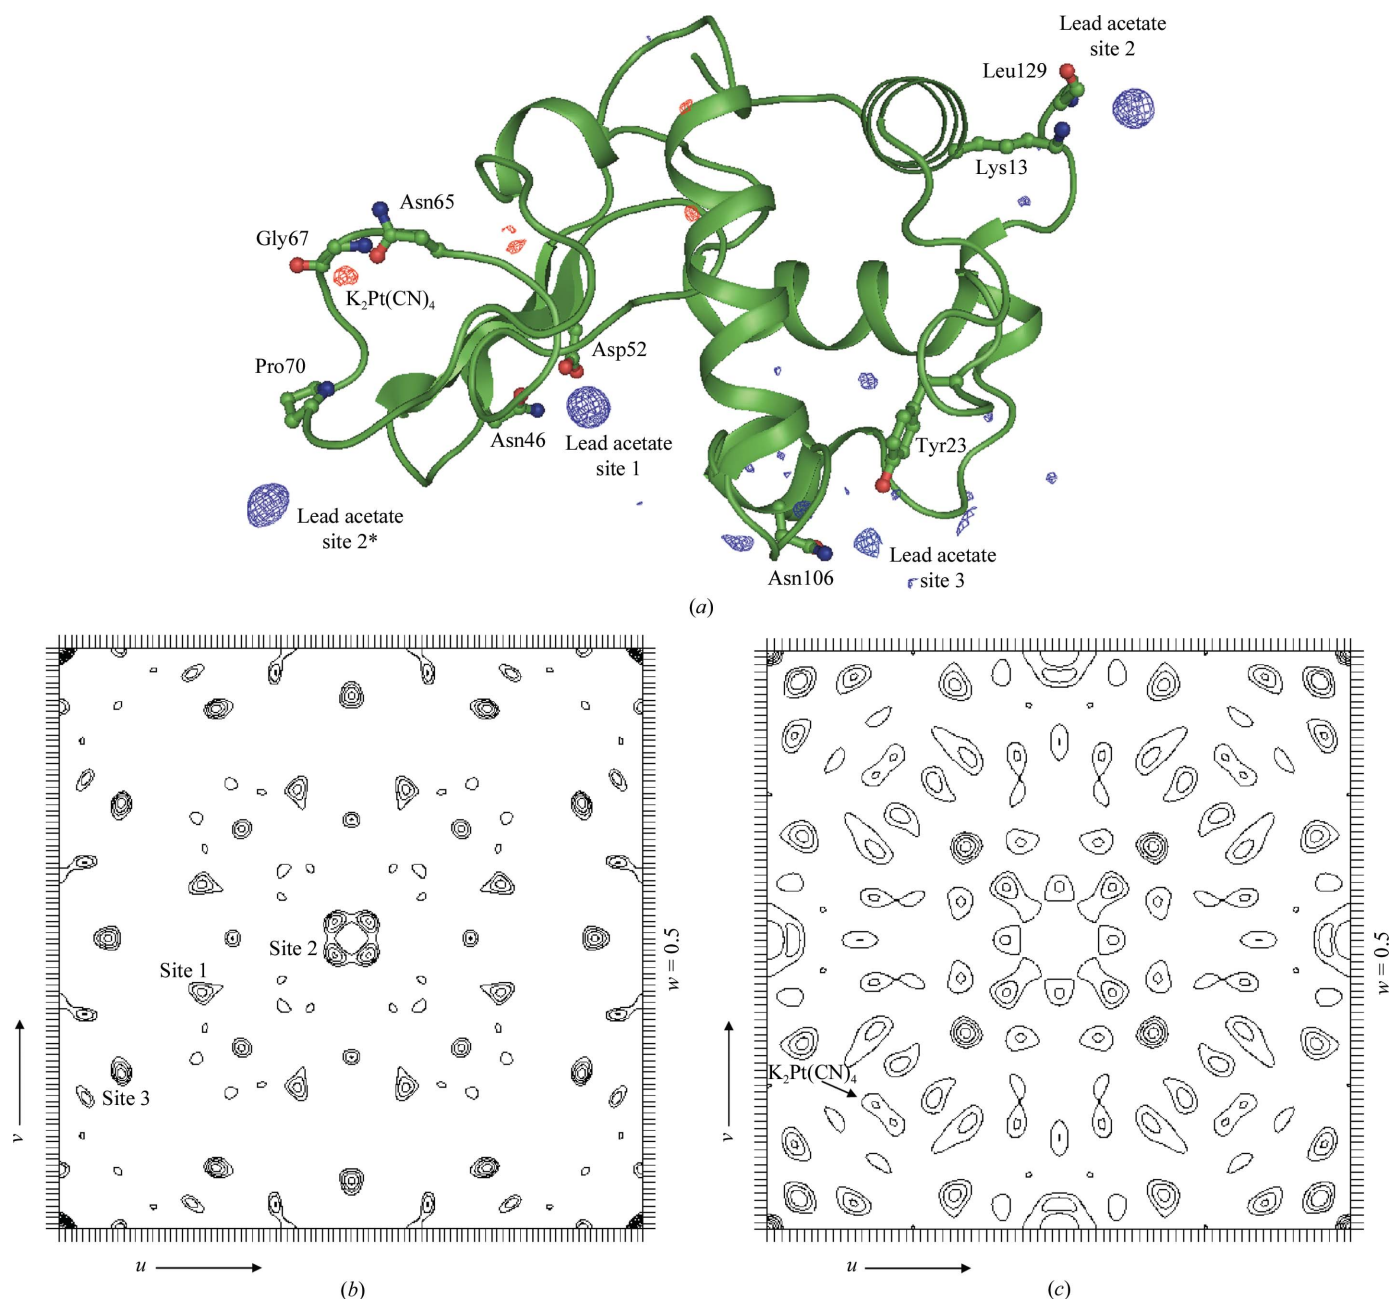 Lead acetate
site 2
Leu129
Lys13
Asn65
Gly67
K₂Pt(CN)₄
Pro70
Asp52
Asn46
Lead acetate
site 1
Tyr23
Lead acetate
site 2*
Lead acetate
site 3
Asn106
(a)
Site 2
Site 1
Site 3
w = 0.5
v
u
(b)
K₂Pt(CN)₄
w = 0.5
v
u
(c)